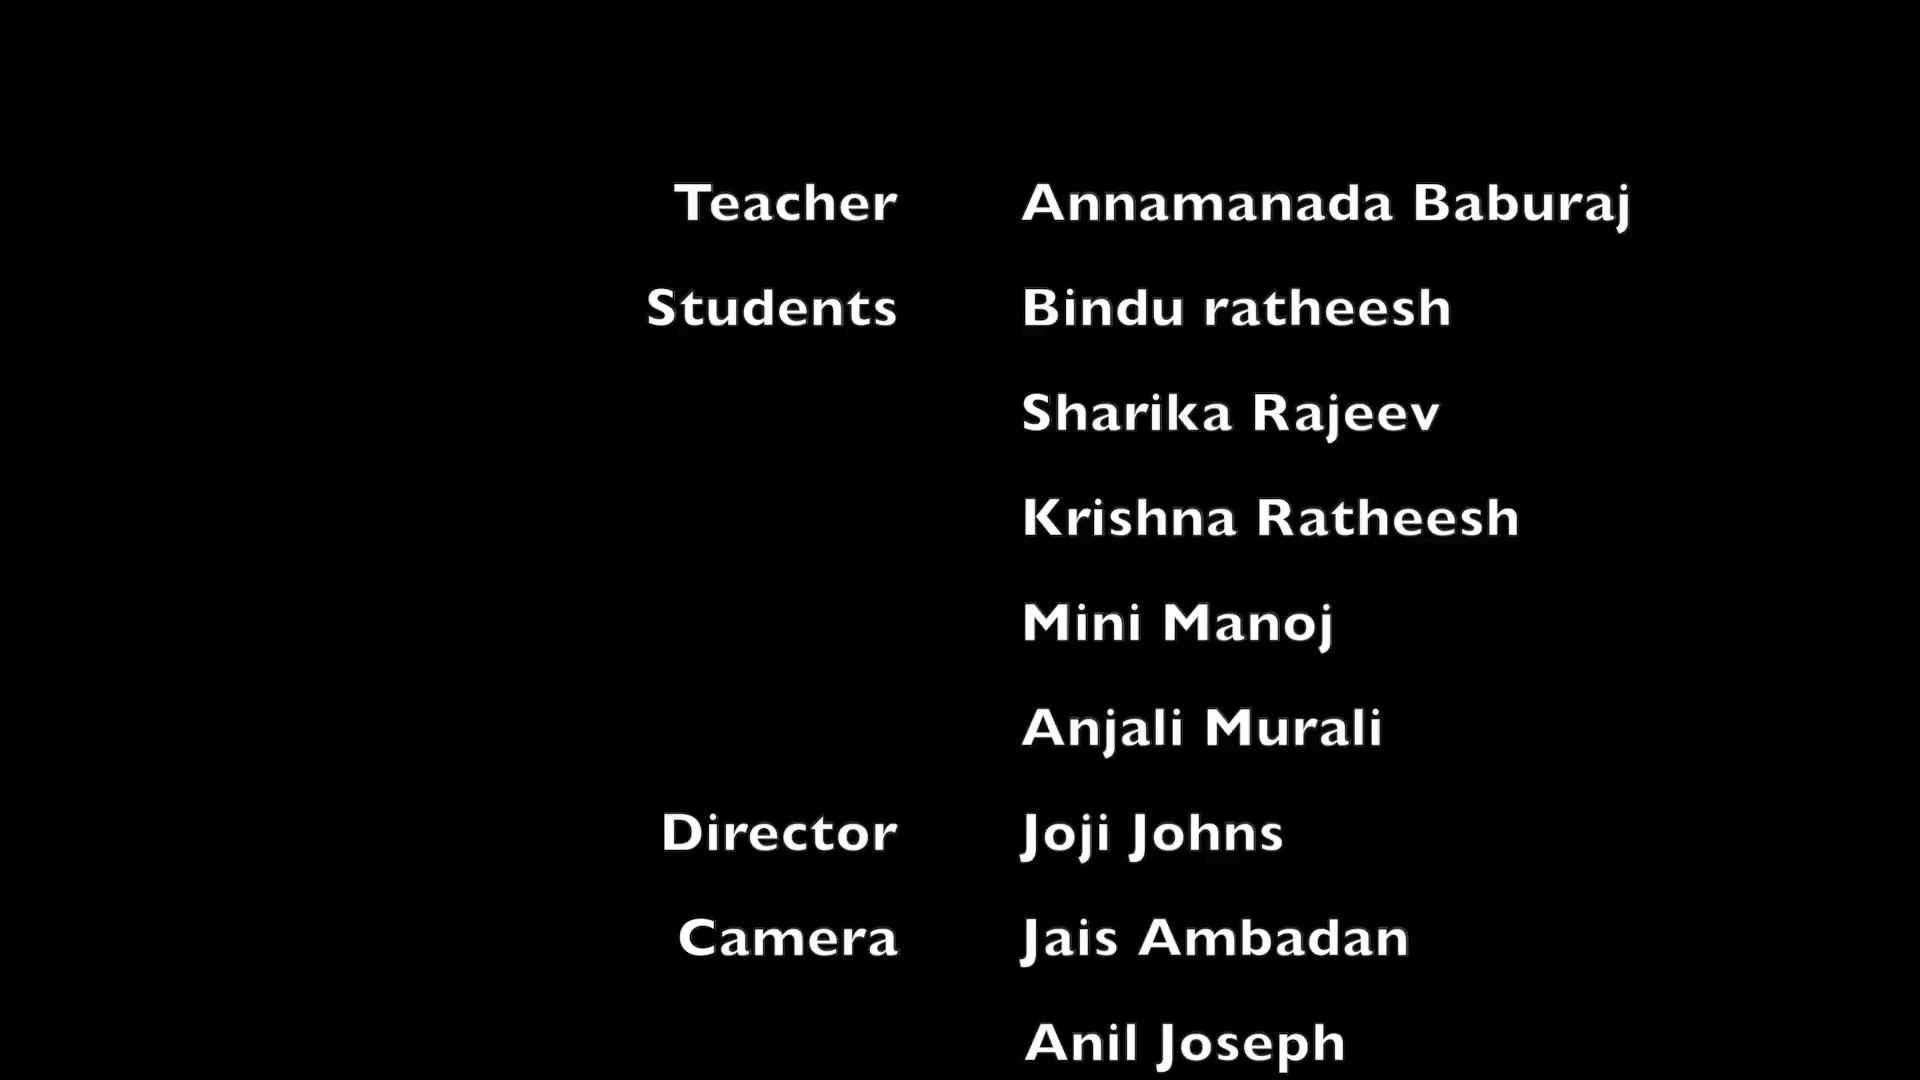 Teacher Annamanada Baburaj
Students Bindu ratheesh
Sharika Rajeev
Krishna Ratheesh
Mini Manoj
Anjali Murali
Director Joji Johns
Camera Jais Ambadan
Anil Joseph